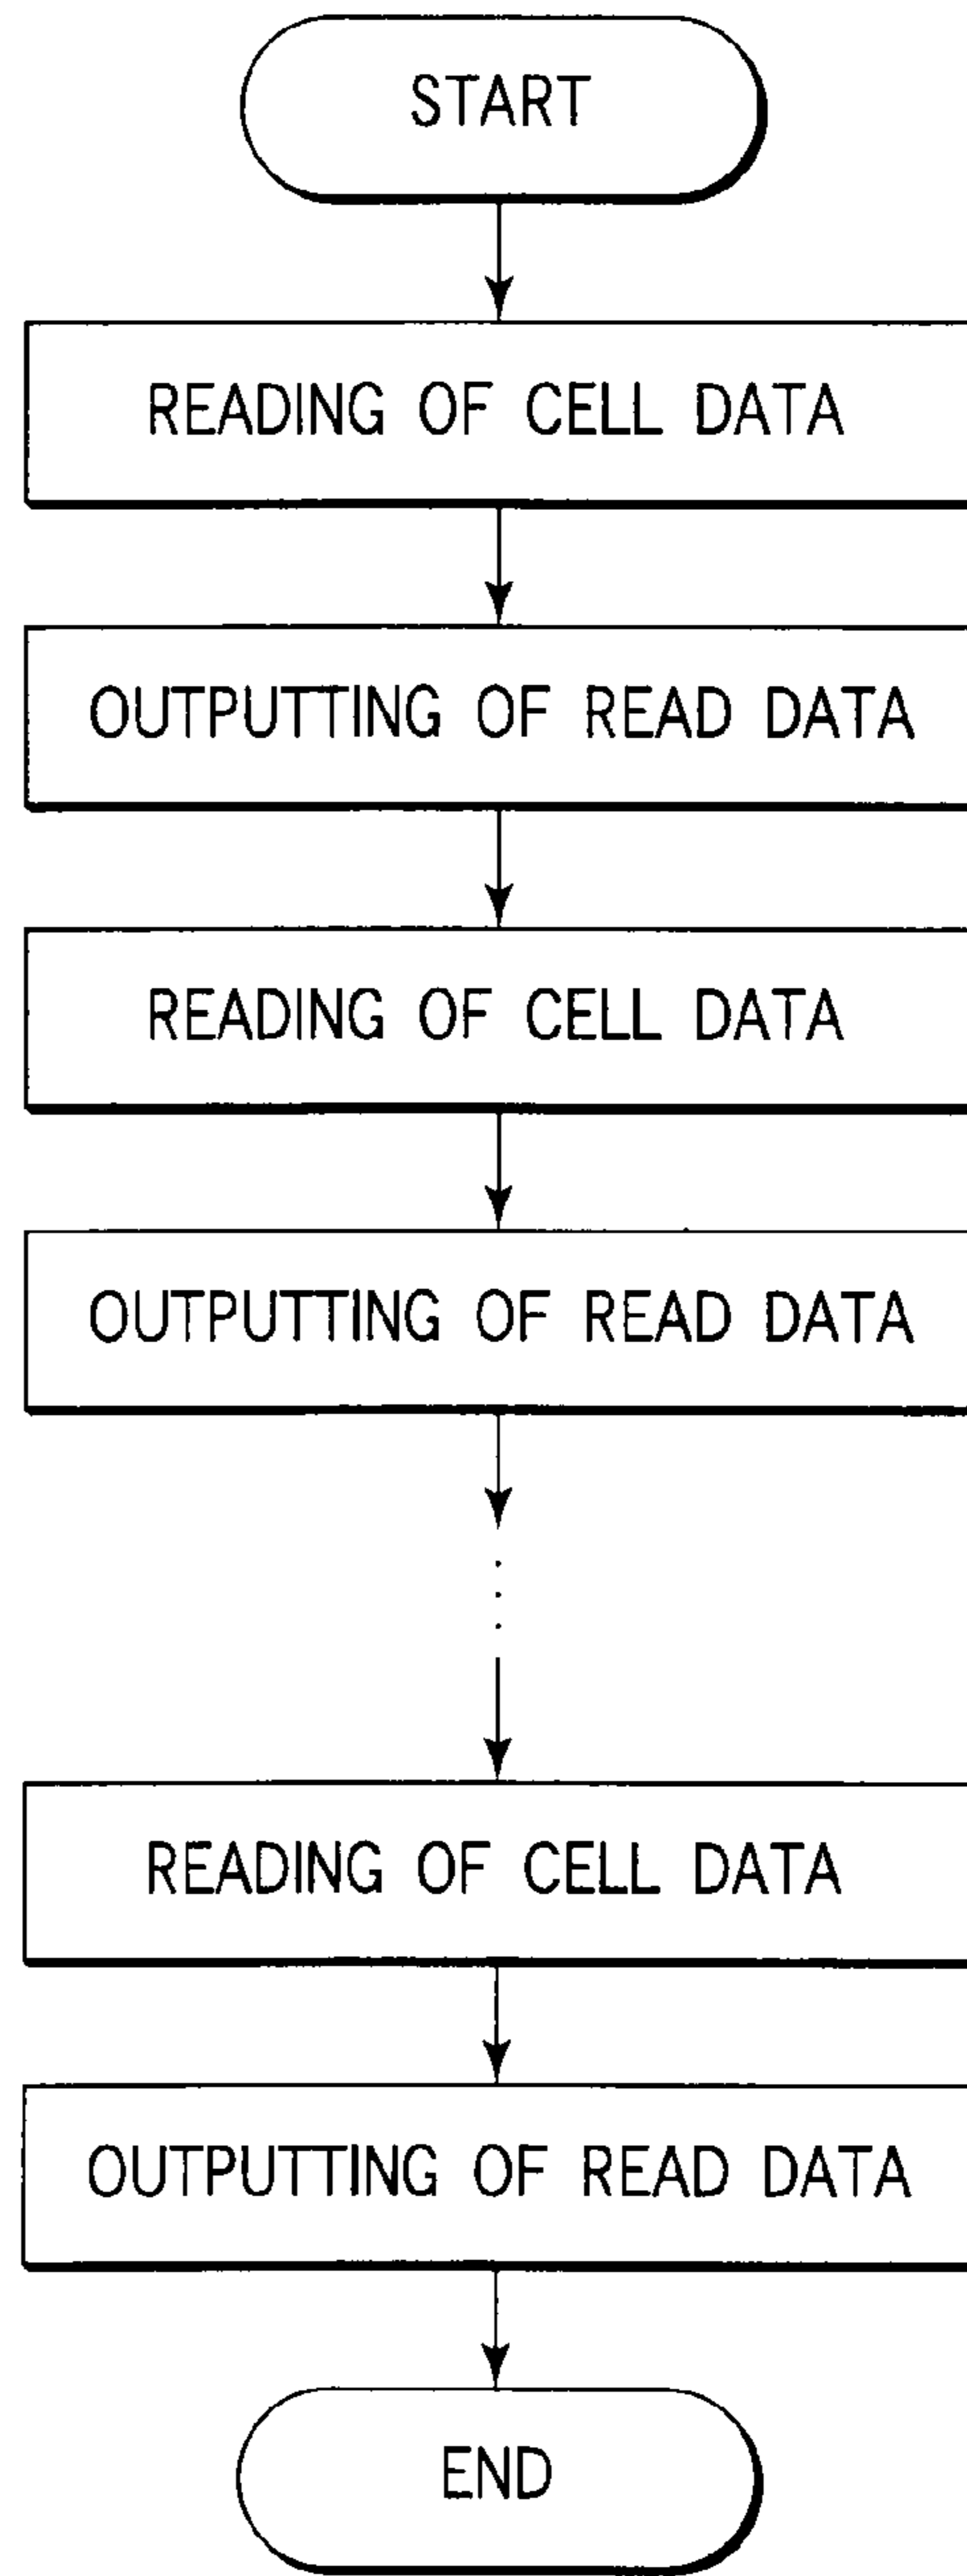 START
READING OF CELL DATA
OUTPUTTING OF READ DATA
READING OF CELL DATA
OUTPUTTING OF READ DATA
READING OF CELL DATA
OUTPUTTING OF READ DATA
END